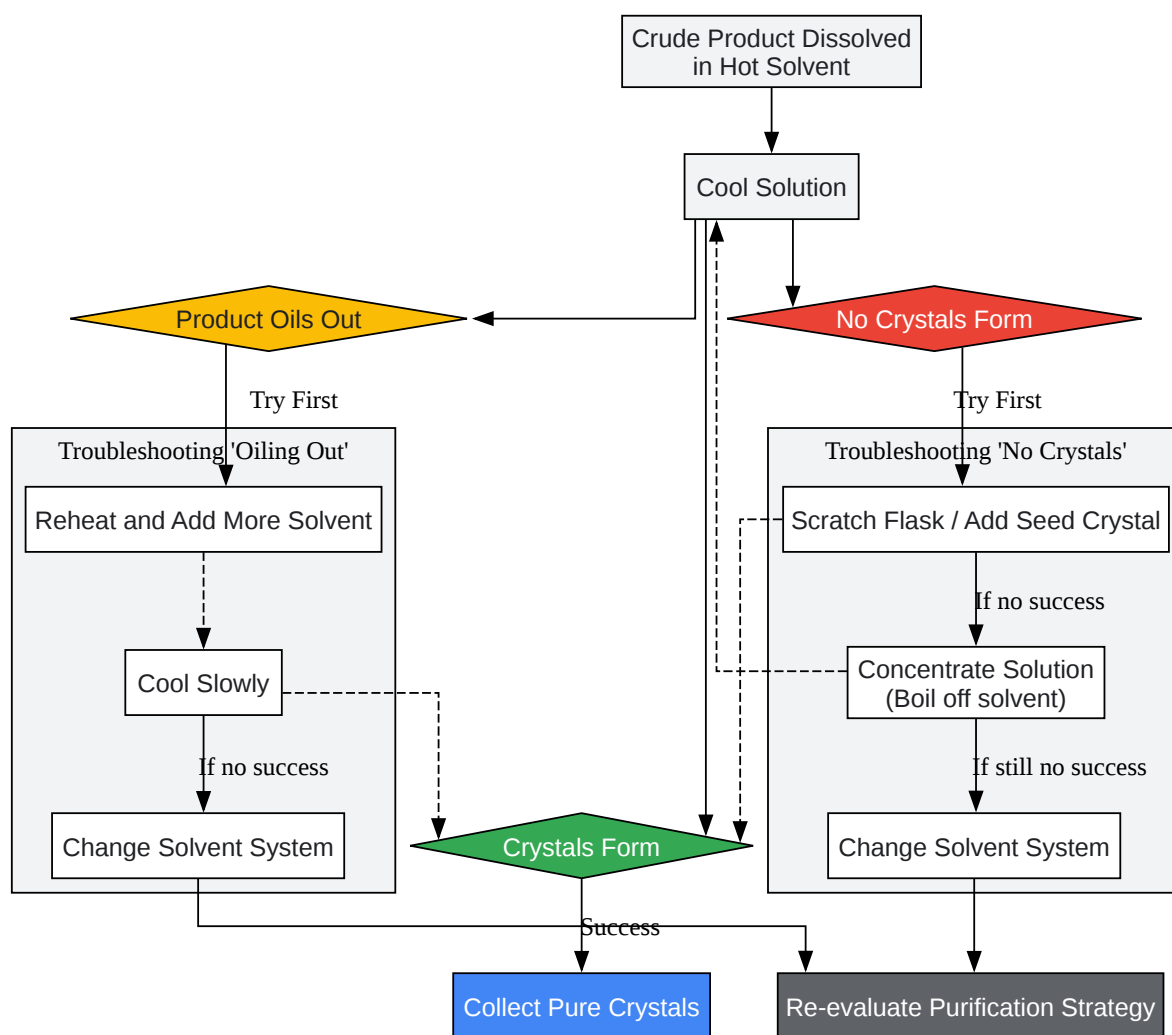 Crude Product Dissolved
in Hot Solvent
Cool Solution
Product Oils Out
No Crystals Form
Try First
Try First
Troubleshooting 'Oiling Out'
Troubleshooting 'No Crystals'
Reheat and Add More Solvent
Scratch Flask / Add Seed Crystal
If no success
Cool Slowly
Concentrate Solution
(Boil off solvent)
If no success
If still no success
Change Solvent System
Crystals Form
Change Solvent System
Success
Collect Pure Crystals
Re-evaluate Purification Strategy